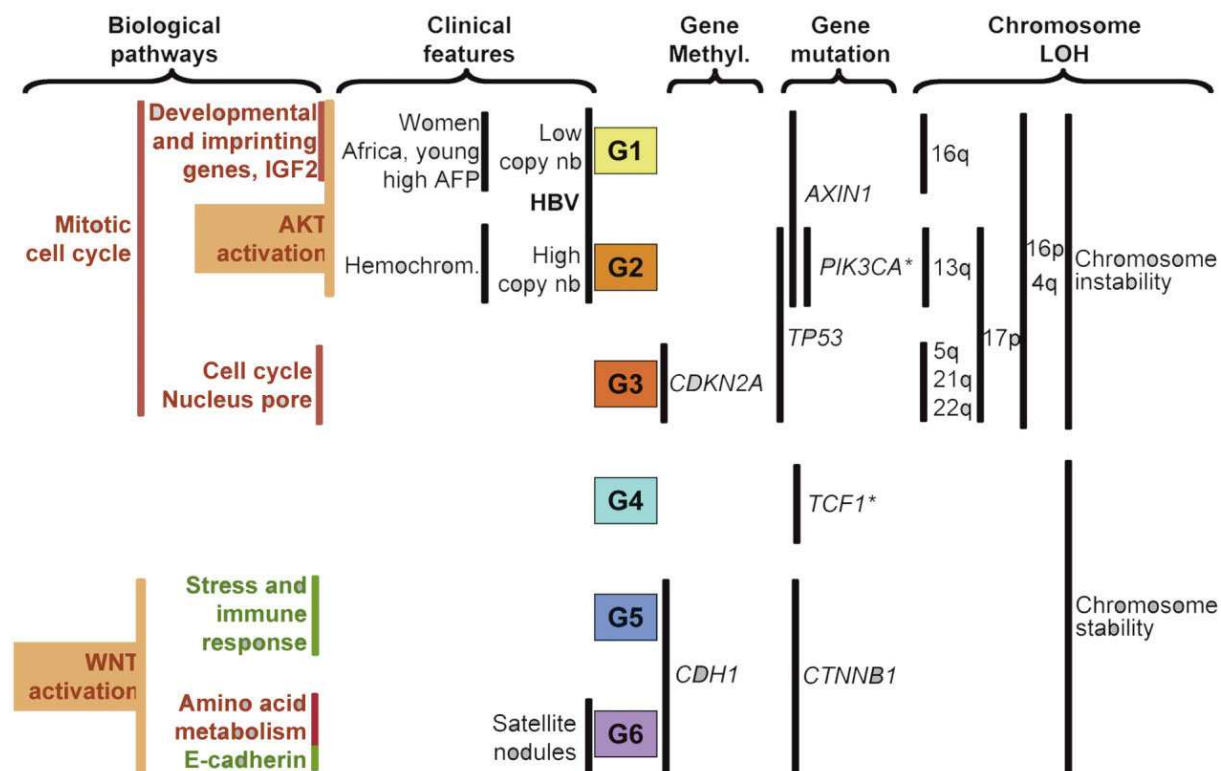 Biological
pathways
Clinical
features
Gene
Methyl.
Gene
mutation
Chromosome
LOH
Developmental
and imprinting
genes, IGF2
Mitotic
cell cycle
AKT
activation
Cell cycle
Nucleus pore
Stress and
immune
response
WNT
activation
Amino acid
metabolism
E-cadherin
Women
Africa, young
high AFP
Hemochrom.
Low
copy nb
HBV
High
copy nb
Satellite
nodules
G1
G2
G3
G4
G5
G6
CDKN2A
CDH1
AXIN1
PIK3CA*
TP53
TCF1*
CTNNB1
16q
13q
5q
21q
22q
17p
16p
4q
Chromosome
instability
Chromosome
stability